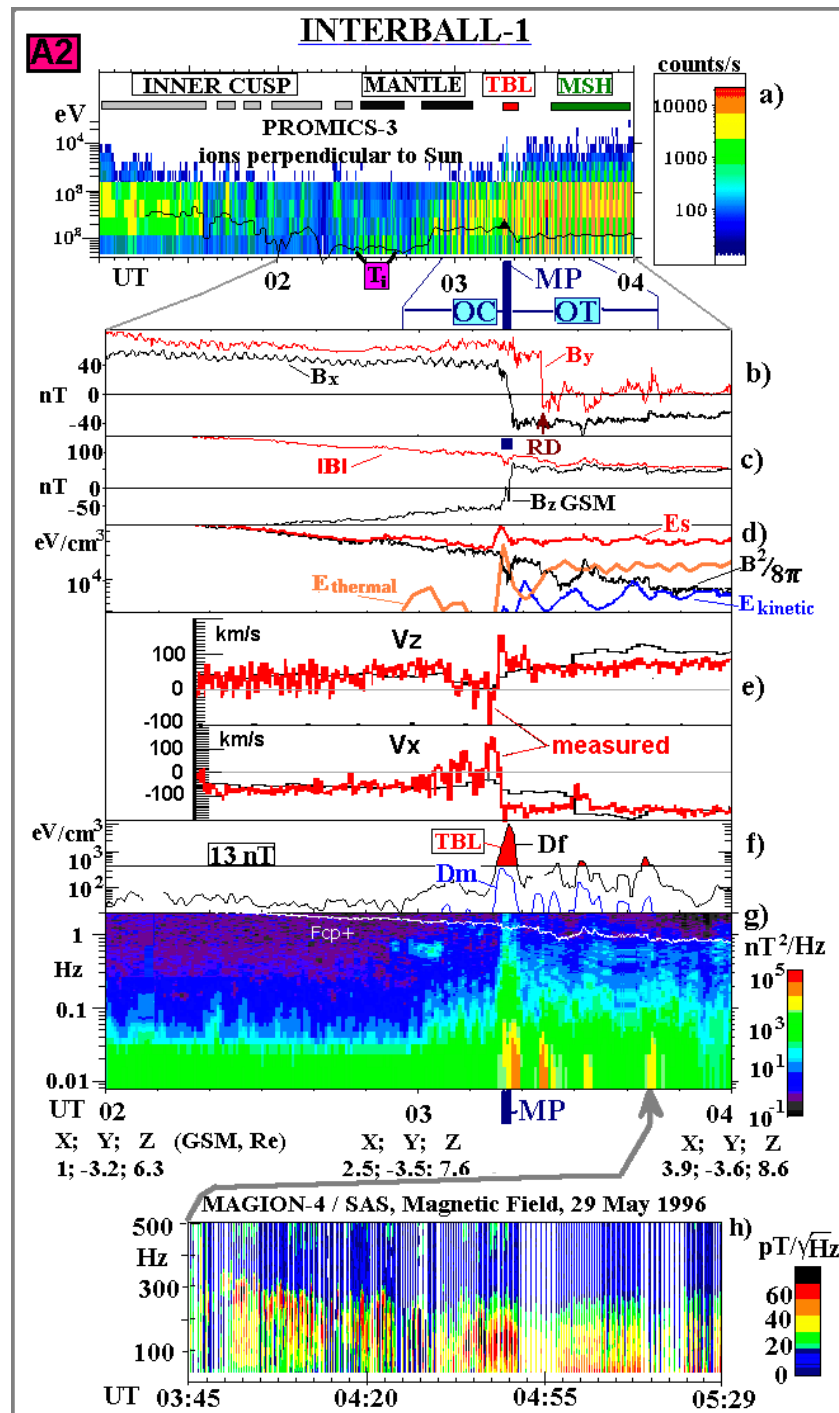 INTERBALL-1
A2
counts/s
INNER CUSP MANTLE TBL MSH
a)
eV
PROMICS-3
ions perpendicular to Sun
10⁴
10³
10²
10000
1000
100
UT 02 03 04
Ti
MP
OC OT
b)
40
nT 0
-40
Bx
By
RD
c)
100
nT 0
-50
|B|
Bz GSM
d)
eV/cm³
10⁴
Es
B²/8π
E thermal
E kinetic
e)
km/s
100
0
-100
Vz
km/s
100
0
-100
Vx
measured
f)
eV/cm³
10³
10²
13 nT
TBL
Df
Dm
g)
Fcp+
1
Hz
0.1
0.01
nT²/Hz
10⁵
10³
10¹
10⁻¹
UT 02 03 04
MP
X; Y; Z (GSM, Re) X; Y; Z X; Y; Z
1; -3.2; 6.3 2.5; -3.5: 7.6 3.9; -3.6; 8.6
MAGION-4 / SAS, Magnetic Field, 29 May 1996
h)
500
Hz
300
100
pT/√Hz
60
40
20
0
UT 03:45 04:20 04:55 05:29